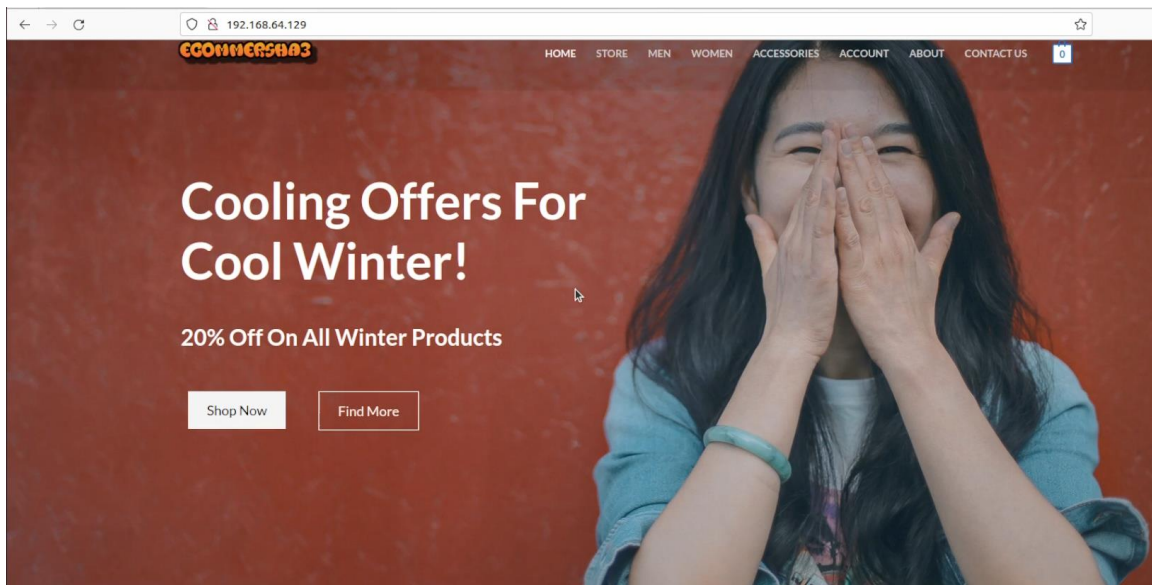 192.168.64.129
ECOMMERSHA3
HOME STORE MEN WOMEN ACCESSORIES ACCOUNT ABOUT CONTACT US 0
Cooling Offers For
Cool Winter!
20% Off On All Winter Products
Shop Now Find More